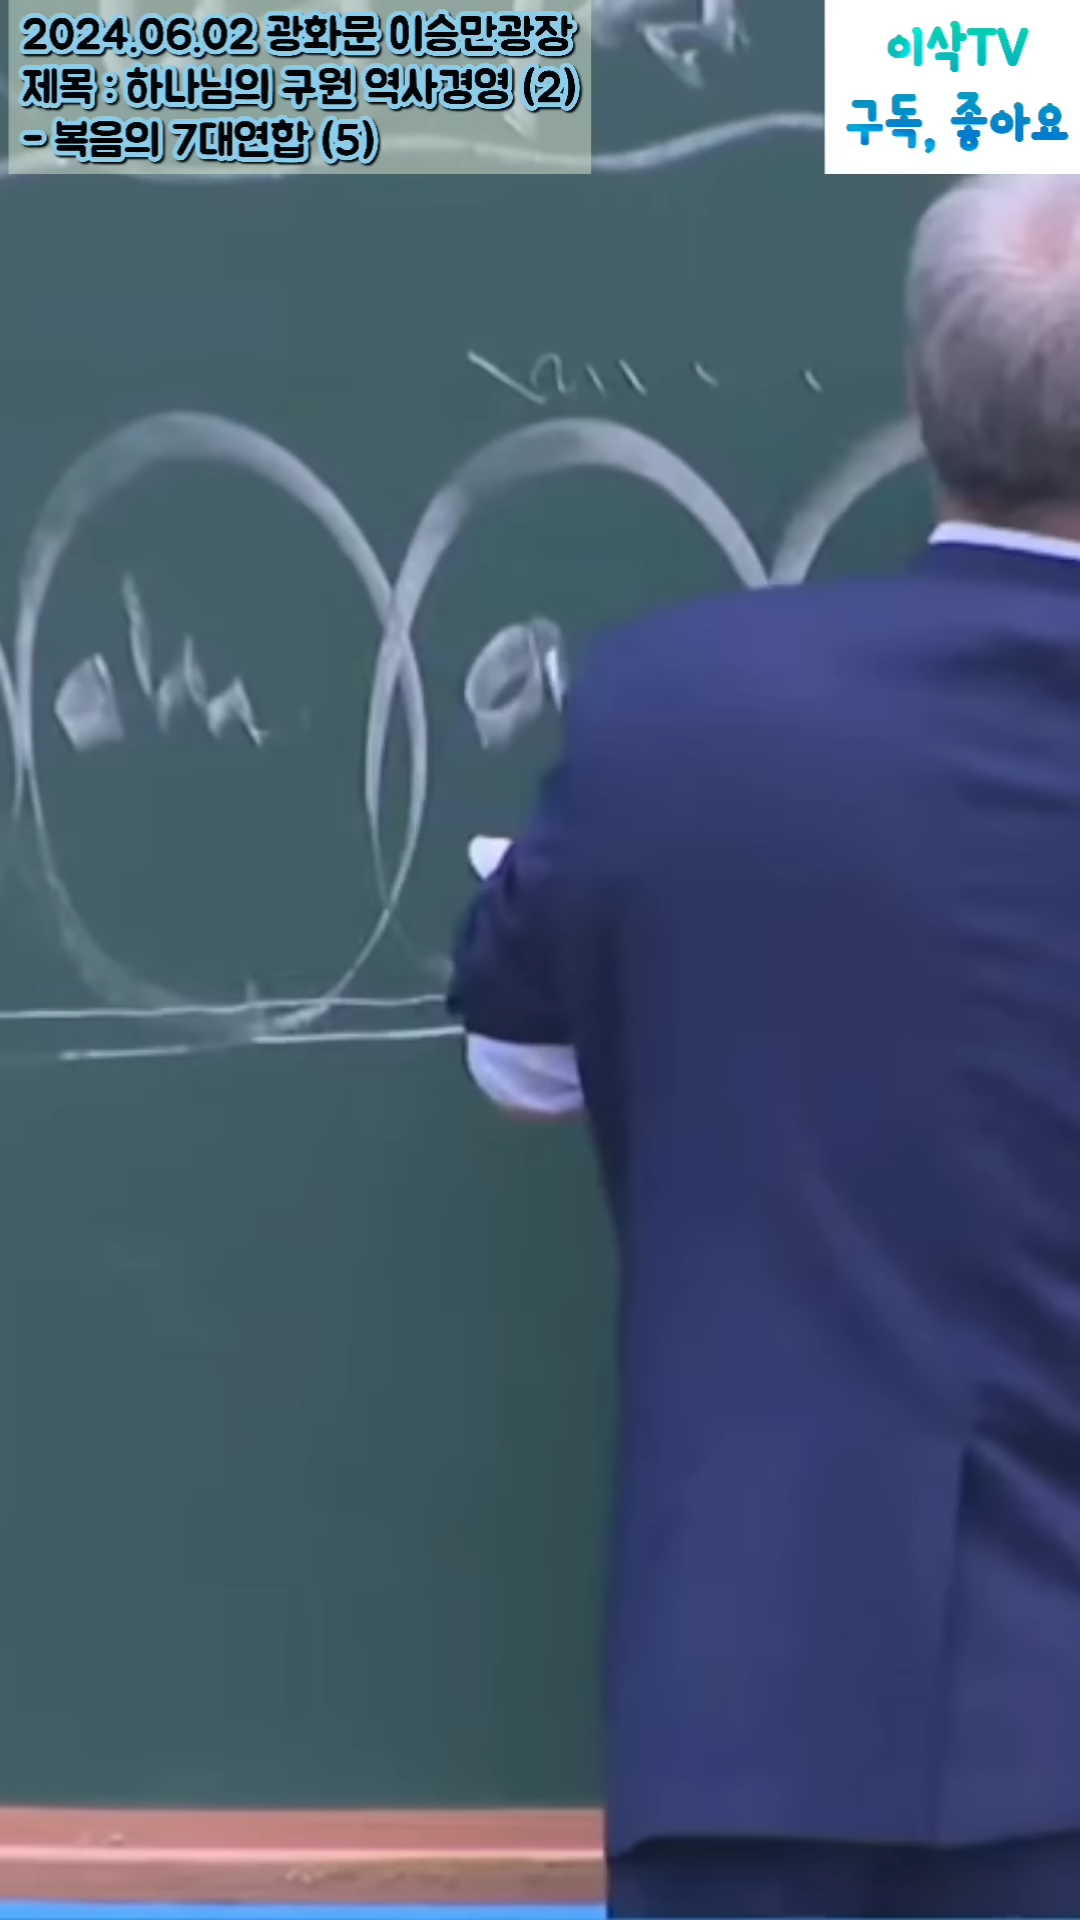 2024.06.02 광화문 이승만광장
제목 : 하나님의 구원 역사경영 (2)
- 복음의 7대연합 (5)
이삭TV
구독, 좋아요